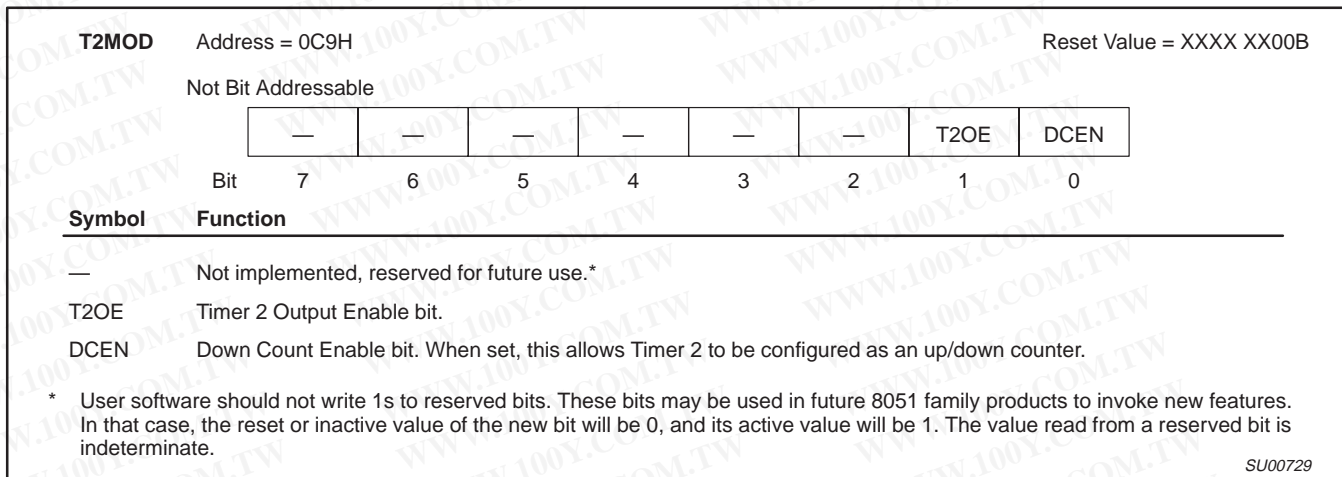 T2MOD Address = 0C9H Reset Value = XXXX XX00B
Not Bit Addressable
— — — — — — T2OE DCEN
Bit 7 6 5 4 3 2 1 0
Symbol Function
— Not implemented, reserved for future use.*
T2OE Timer 2 Output Enable bit.
DCEN Down Count Enable bit. When set, this allows Timer 2 to be configured as an up/down counter.
* User software should not write 1s to reserved bits. These bits may be used in future 8051 family products to invoke new features.
In that case, the reset or inactive value of the new bit will be 0, and its active value will be 1. The value read from a reserved bit is
indeterminate.
SU00729
WWW.100Y.COM.TW